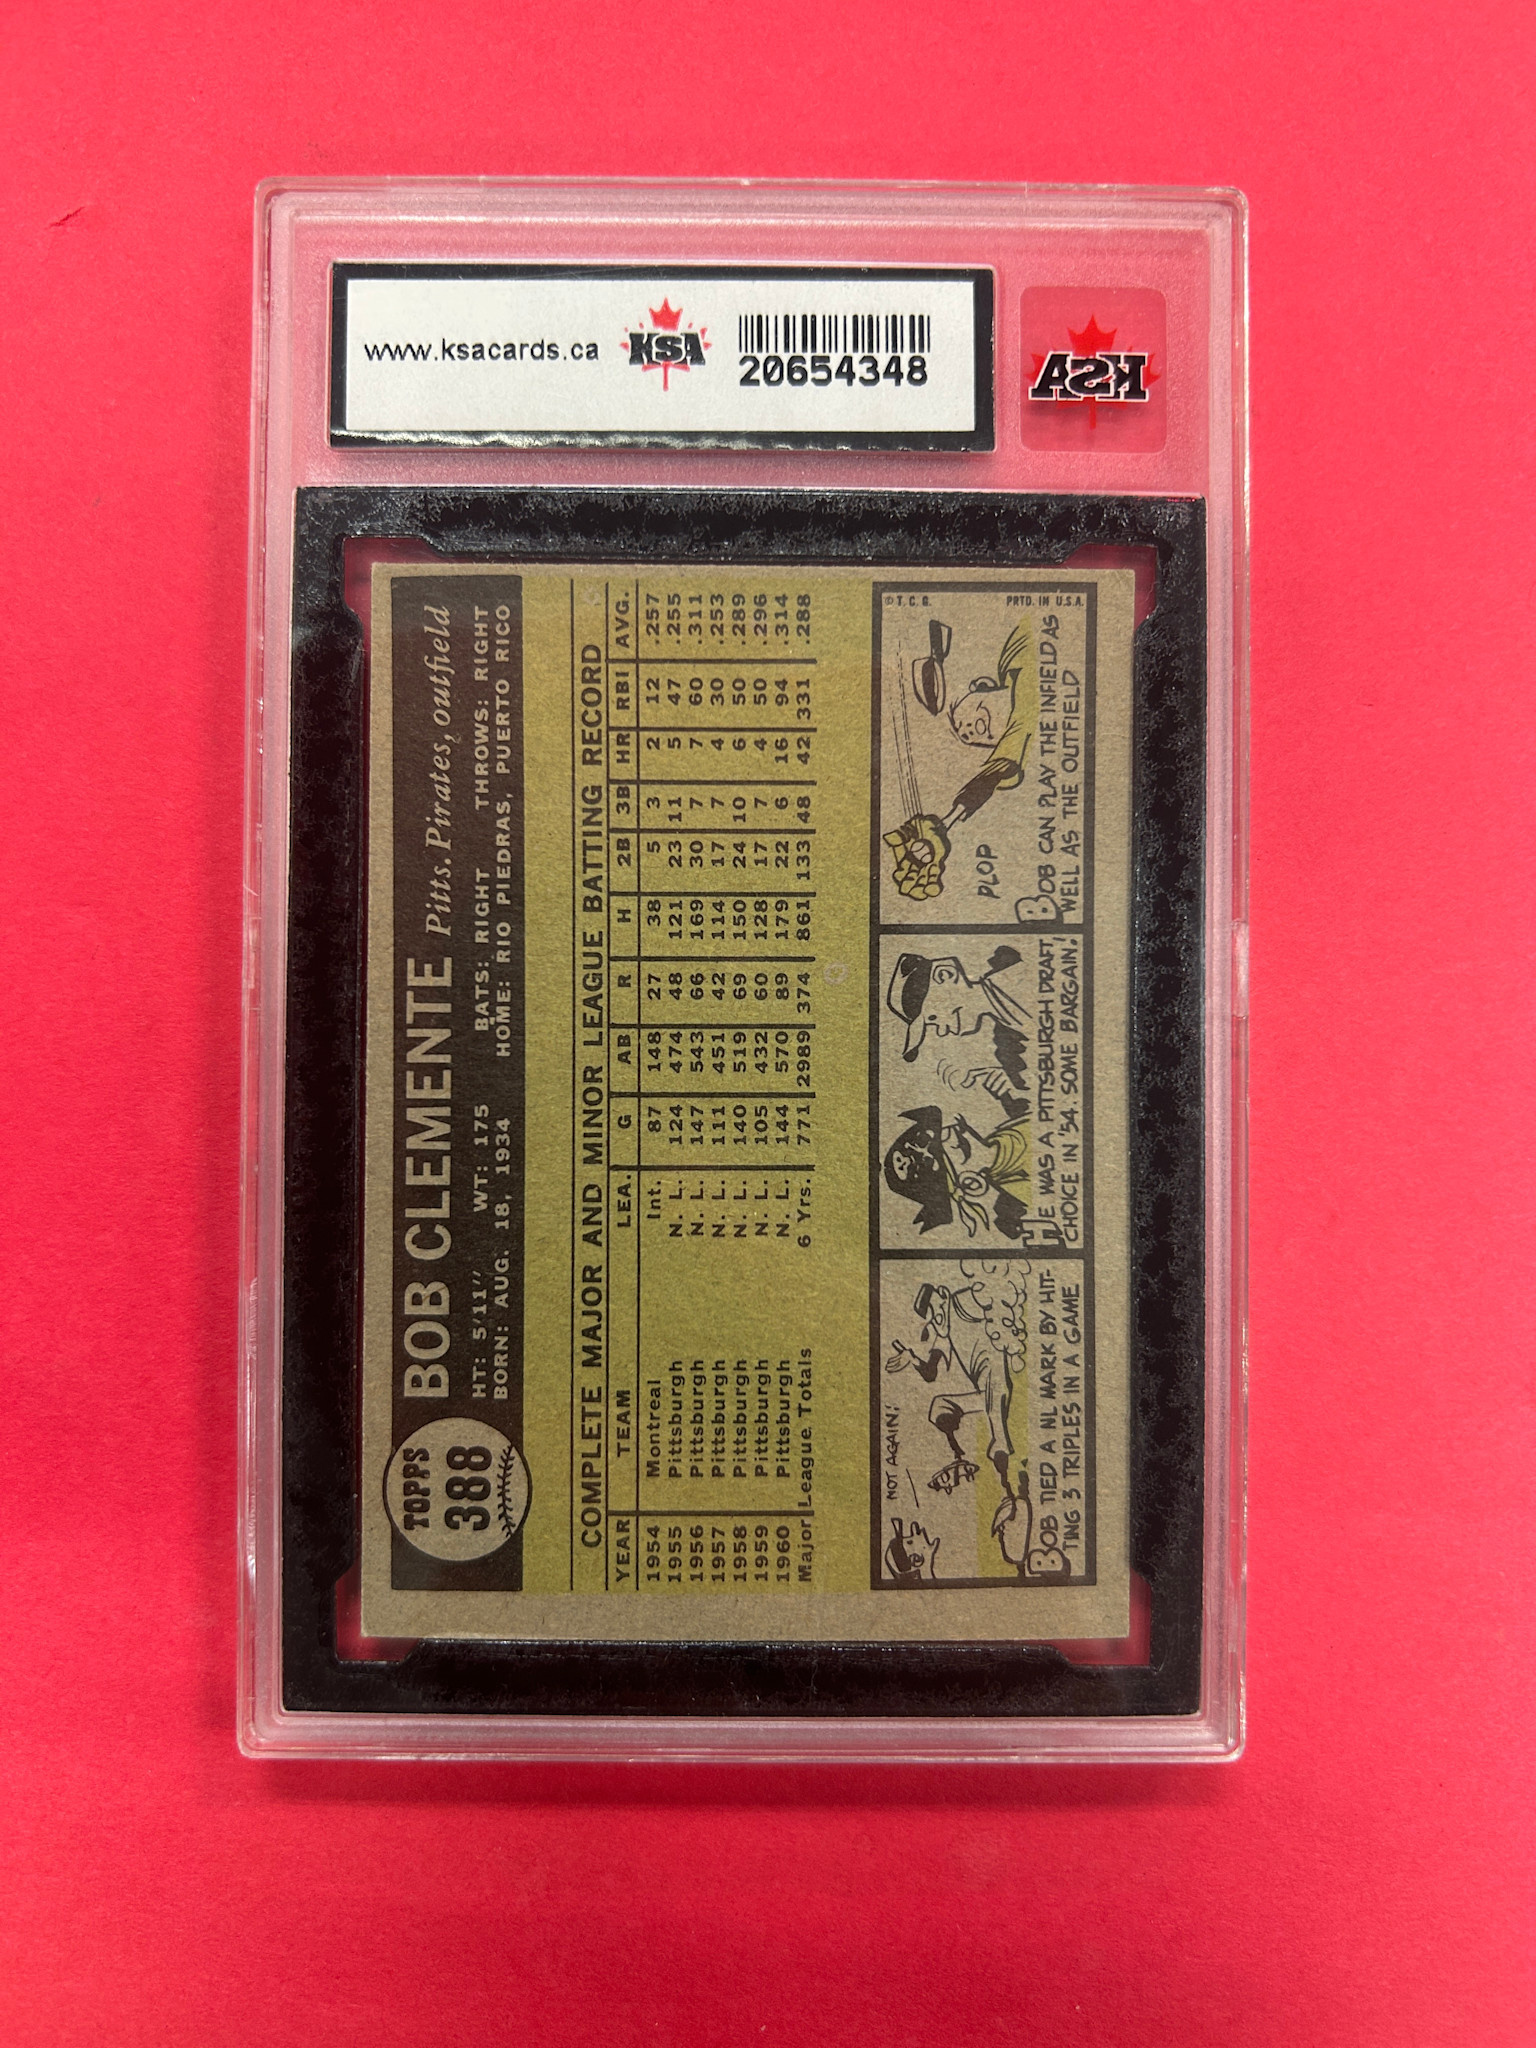 www.ksacards.ca
KSA
20654348
KSA
TOPPS
388
BOB CLEMENTE Pitts. Pirates, outfield
HT: 5'11" WT: 175 BATS: RIGHT THROWS: RIGHT
BORN: AUG. 18, 1934 HOME: RIO PIEDRAS, PUERTO RICO
COMPLETE MAJOR AND MINOR LEAGUE BATTING RECORD
YEAR TEAM LEA. G AB R H 2B 3B HR RBI AVG.
1954 Montreal Int. 87 148 27 38 5 3 2 12 .257
1955 Pittsburgh N. L. 124 474 48 121 23 11 5 47 .255
1956 Pittsburgh N. L. 147 543 66 169 30 7 7 60 .311
1957 Pittsburgh N. L. 111 451 42 114 17 7 4 30 .253
1958 Pittsburgh N. L. 140 519 69 150 24 10 6 50 .289
1959 Pittsburgh N. L. 105 432 60 128 17 7 4 50 .296
1960 Pittsburgh N. L. 144 570 89 179 22 6 16 94 .314
Major League Totals 6 Yrs. 771 2989 374 861 133 48 42 331 .288
NOT AGAIN!
BOB TIED A NL MARK BY HIT-
TING 3 TRIPLES IN A GAME
HE WAS A PITTSBURGH DRAFT
CHOICE IN '54. SOME BARGAIN!
© T. C. G. PRTD. IN U.S.A.
PLOP
BOB CAN PLAY THE INFIELD AS
WELL AS THE OUTFIELD